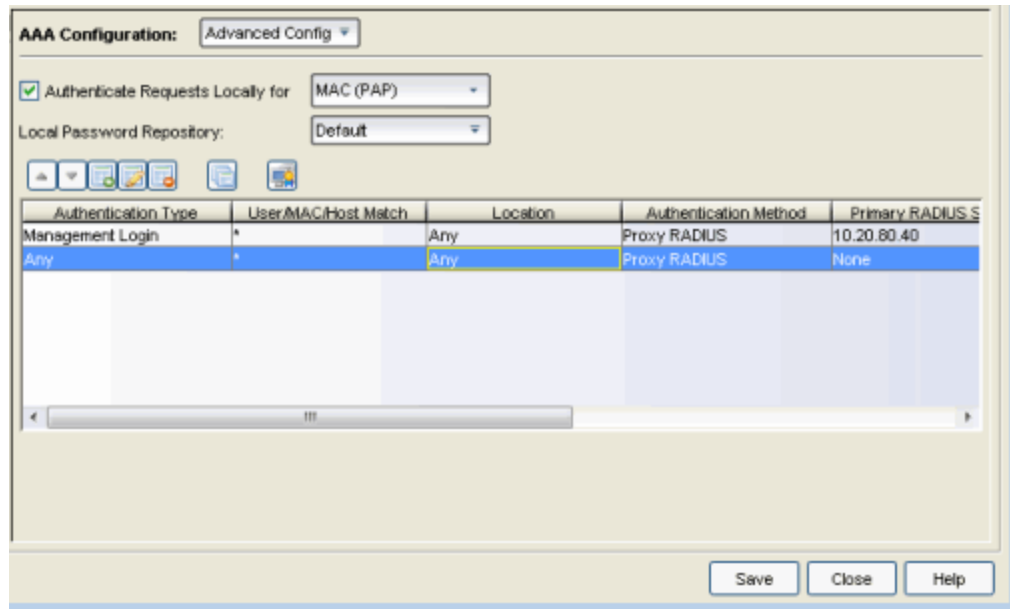 AAA Configuration: Advanced Config
Authenticate Requests Locally for MAC (PAP)
Local Password Repository: Default
Authentication Type User/MAC/Host Match Location Authentication Method Primary RADIUS S
Management Login * Any Proxy RADIUS 10.20.80.40
Any * Any Proxy RADIUS None
Save Close Help